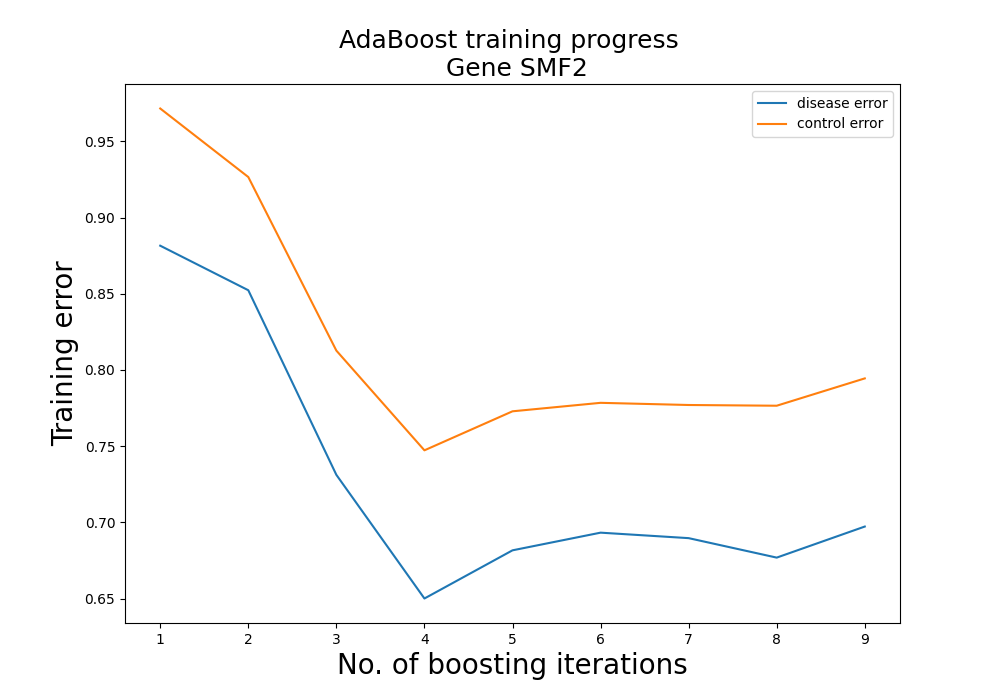 AdaBoost training progress
Gene SMF2
disease error
control error
Training error
0.95
0.90
0.85
0.80
0.75
0.70
0.65
1 2 3 4 5 6 7 8 9
No. of boosting iterations